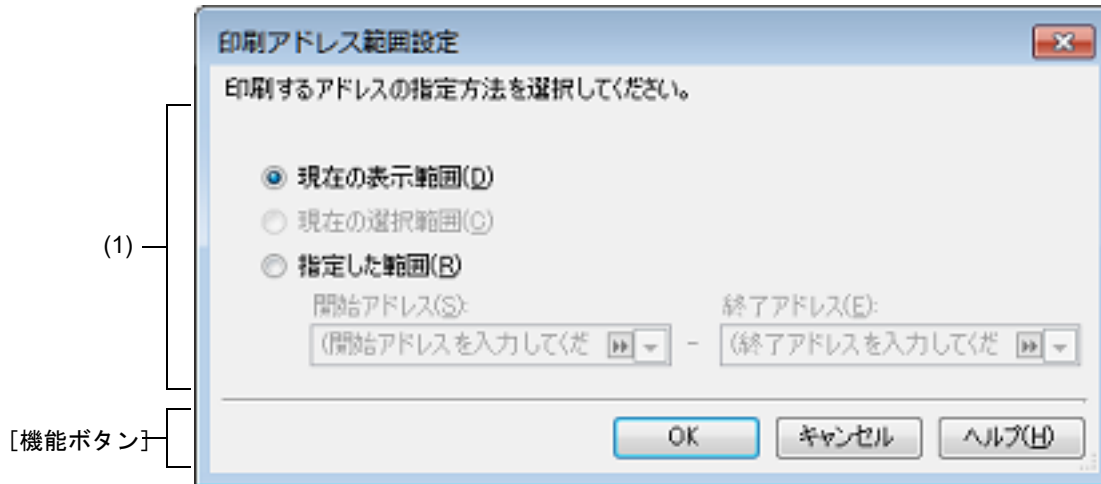 印刷アドレス範囲設定
印刷するアドレスの指定方法を選択してください。
現在の表示範囲(D)
現在の選択範囲(C)
(1)
指定した範囲(R)
開始アドレス(S): 終了アドレス(E):
(開始アドレスを入力してくだ - (終了アドレスを入力してくだ
[機能ボタン]
OK キャンセル ヘルプ(H)